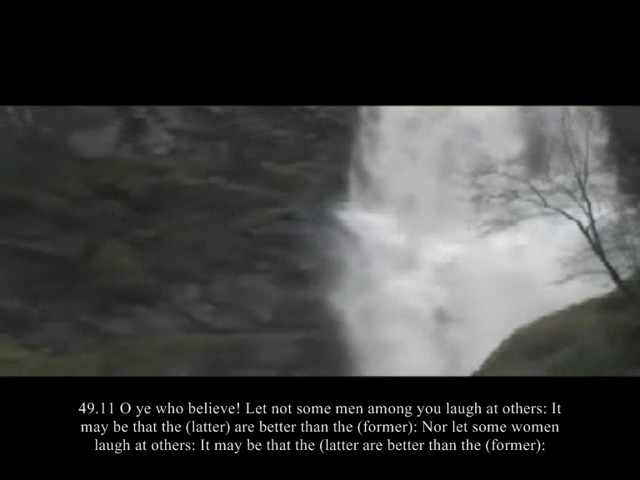 49.11 O ye who believe! Let not some men among you laugh at others: It
may be that the (latter) are better than the (former): Nor let some women
laugh at others: It may be that the (latter are better than the (former):